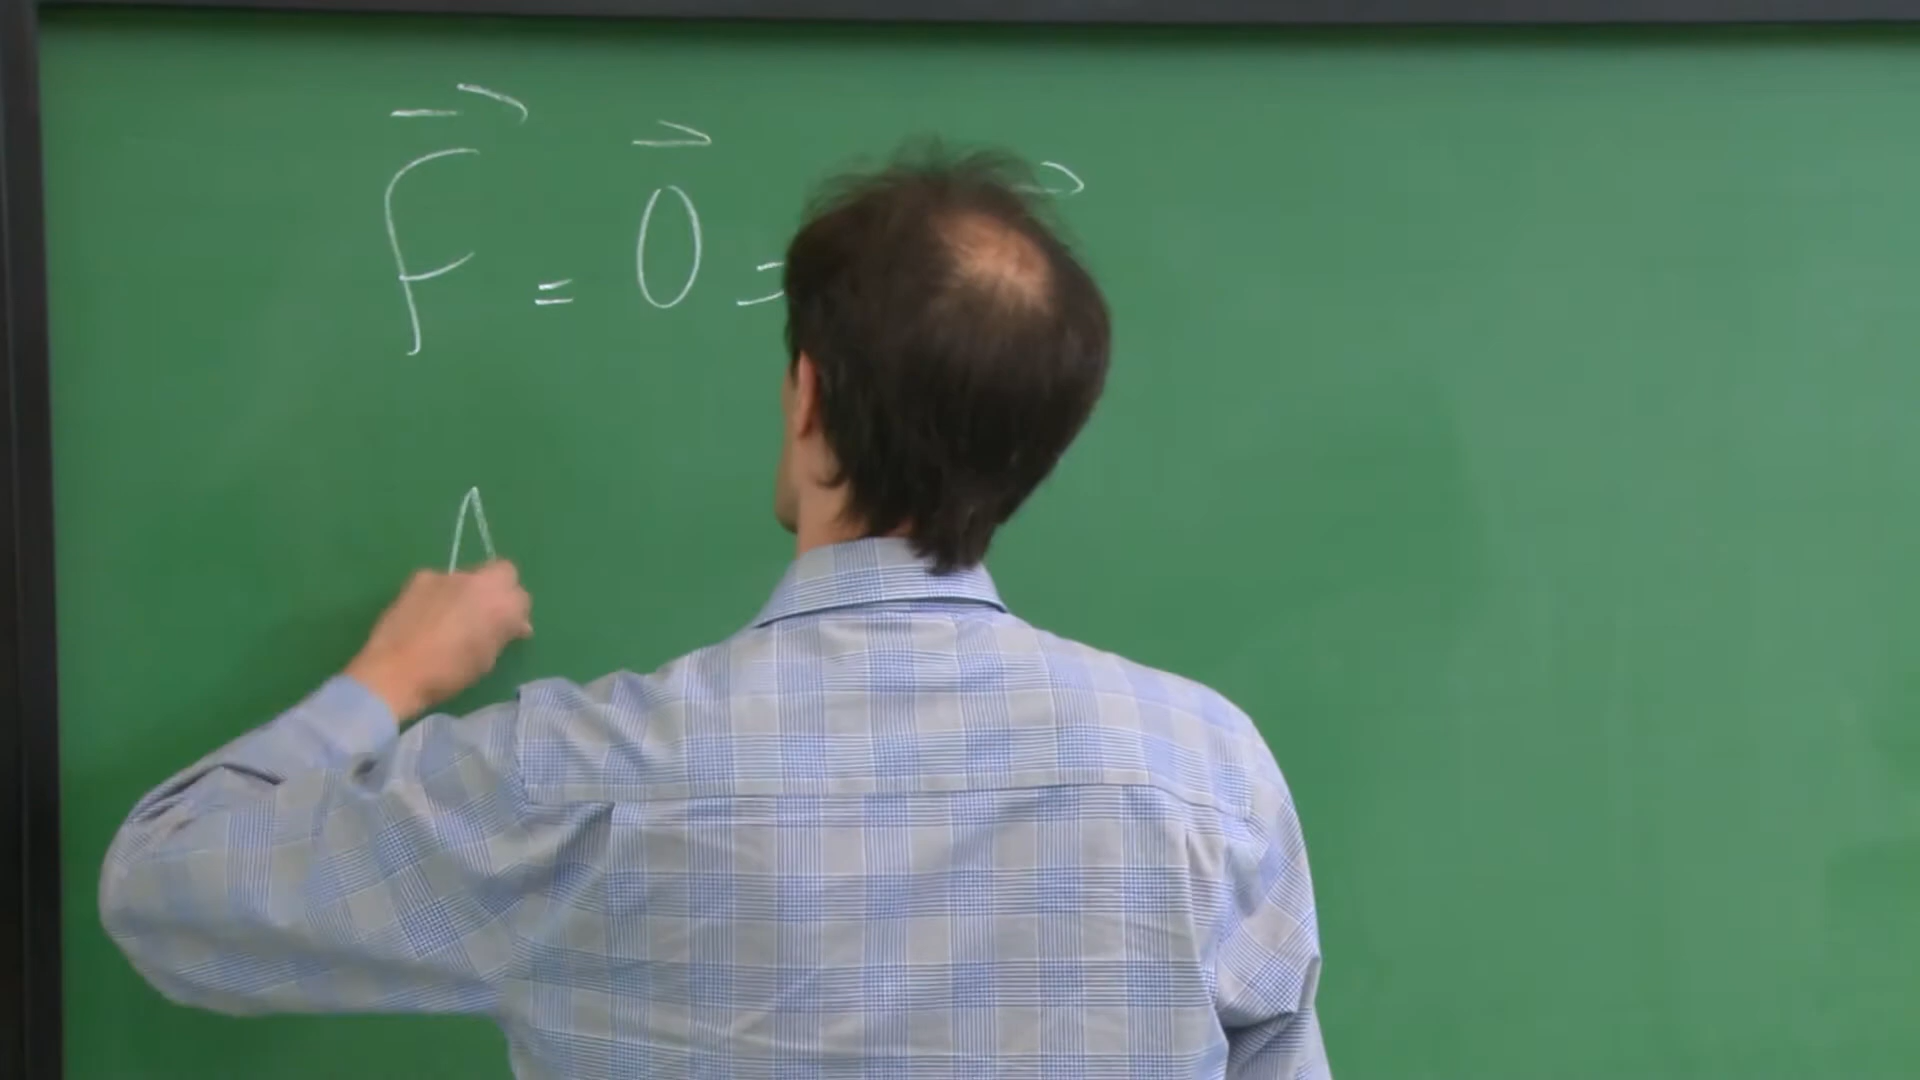 F⃗ = 0⃗ =